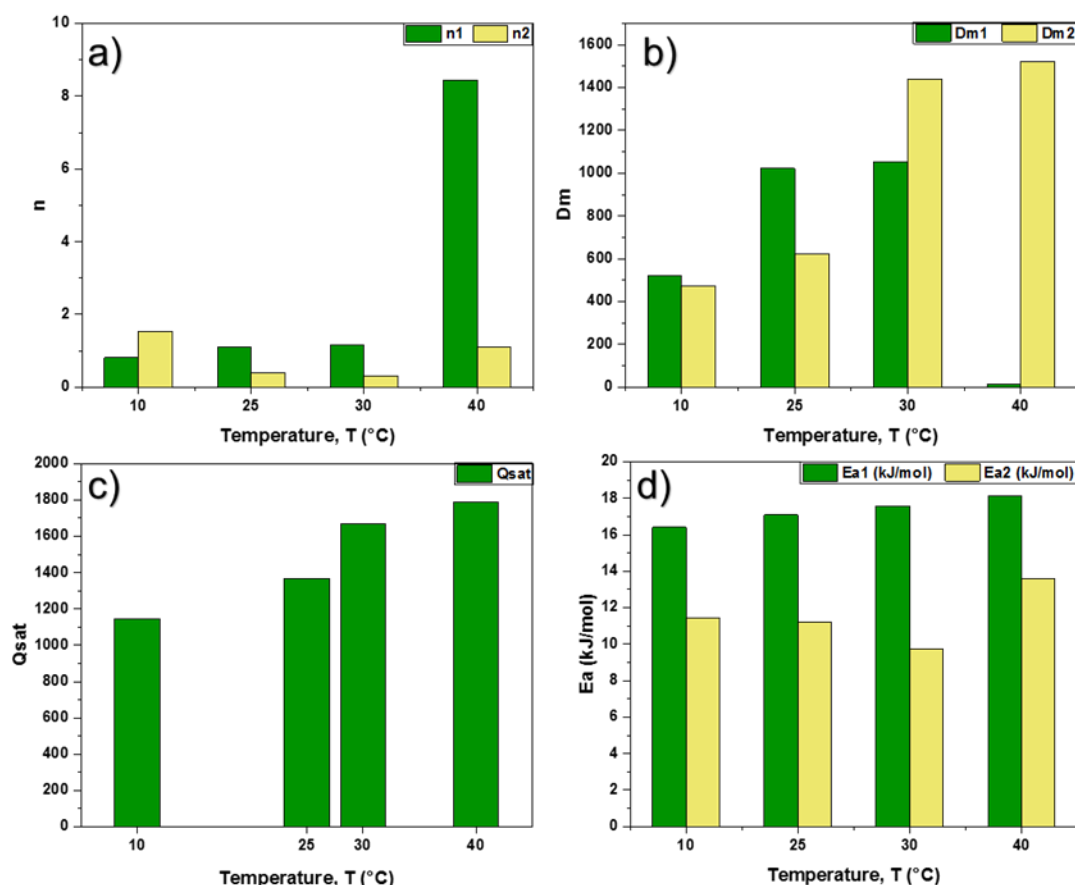 a)
n1 n2
10
8
6
4
2
0
n
10 25 30 40
Temperature, T (°C)
b)
Dm1 Dm2
1600
1400
1200
1000
800
600
400
200
0
Dm
10 25 30 40
Temperature, T (°C)
c)
Qsat
2000
1800
1600
1400
1200
1000
800
600
400
200
0
Qsat
10 25 30 40
Temperature, T (°C)
d)
Ea1 (kJ/mol) Ea2 (kJ/mol)
20
18
16
14
12
10
8
6
4
2
0
Ea (kJ/mol)
10 25 30 40
Temperature, T (°C)